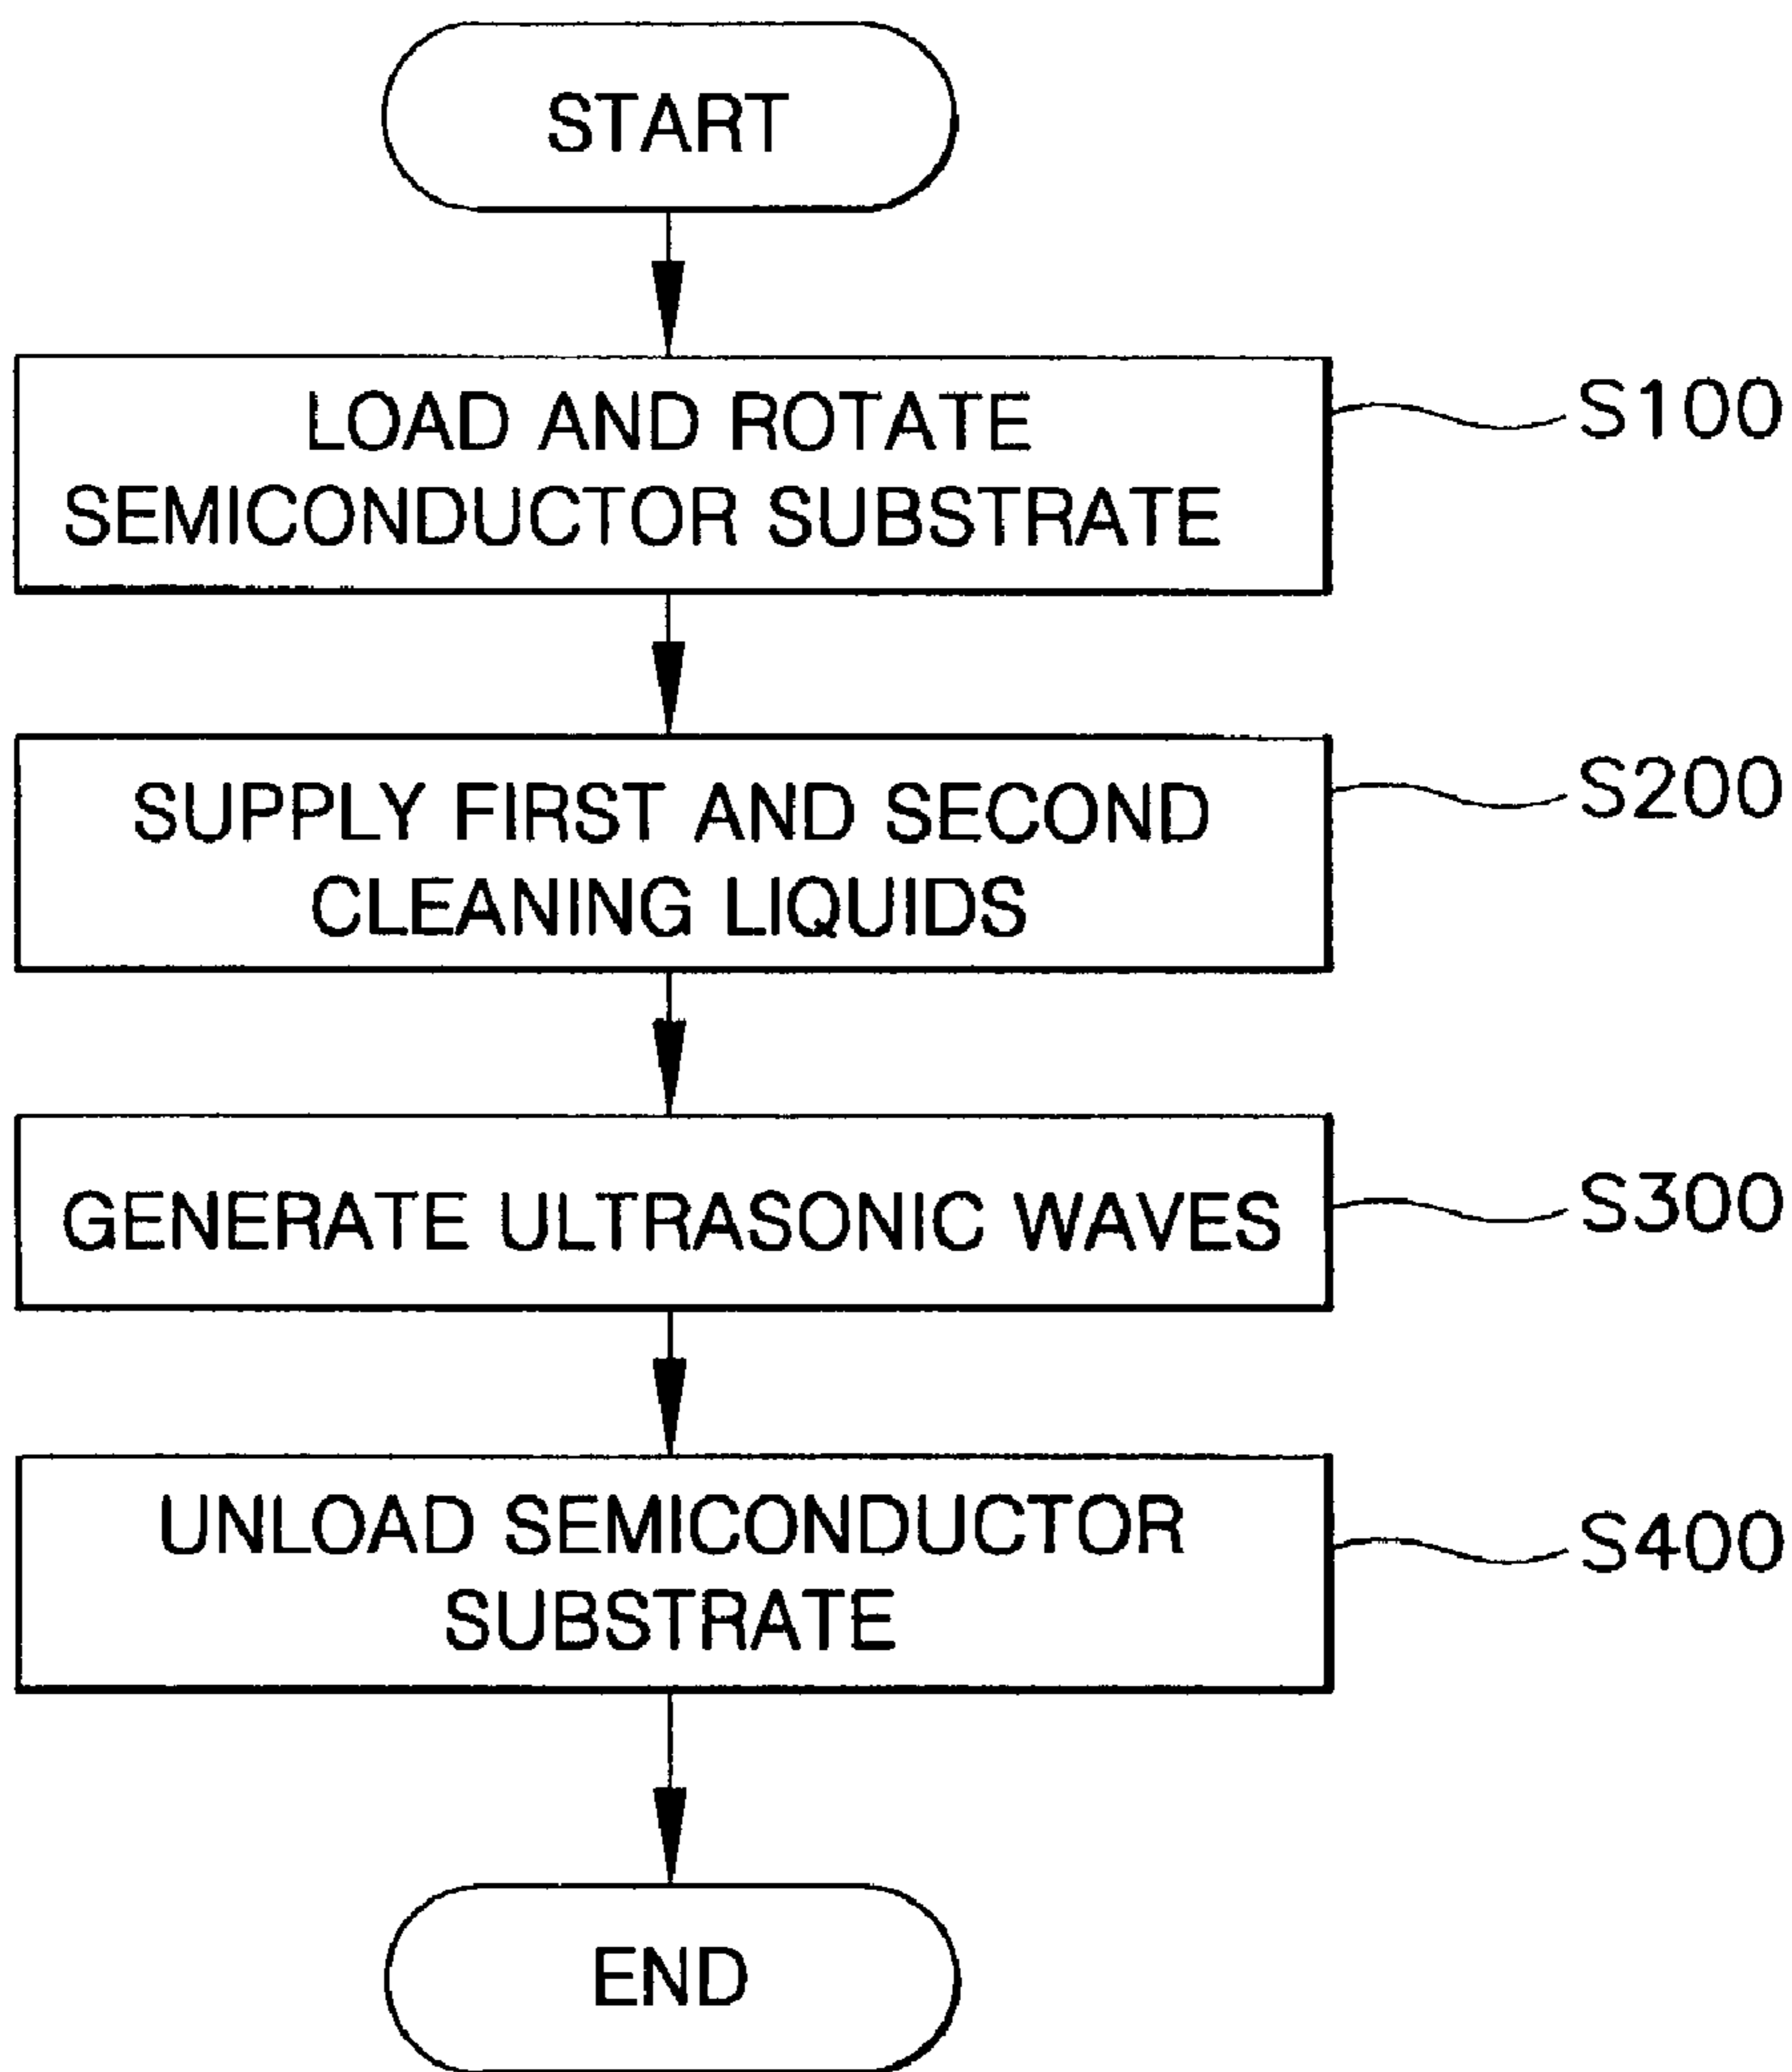 START
LOAD AND ROTATE
SEMICONDUCTOR SUBSTRATE
S100
SUPPLY FIRST AND SECOND
CLEANING LIQUIDS
S200
GENERATE ULTRASONIC WAVES
S300
UNLOAD SEMICONDUCTOR
SUBSTRATE
S400
END